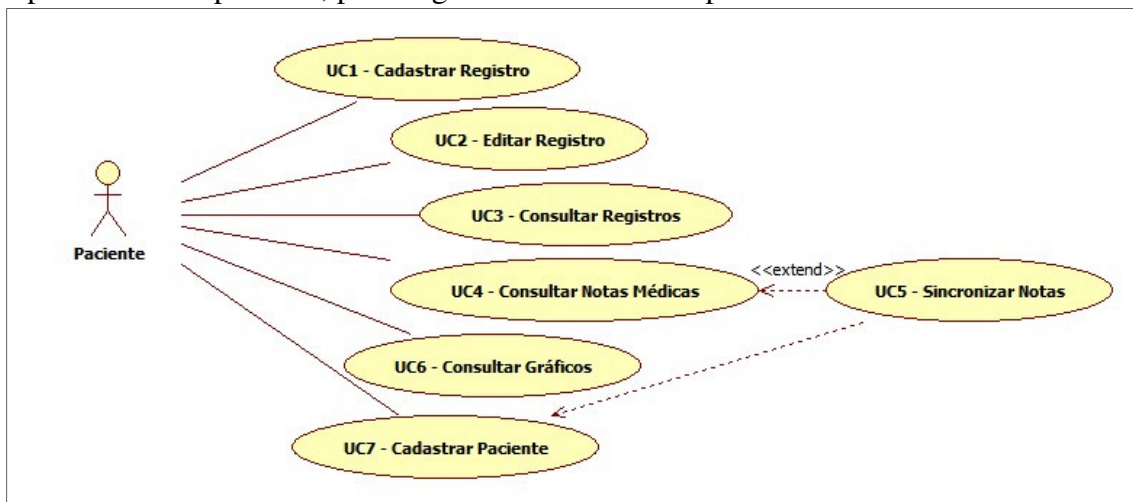 UC1 - Cadastrar Registro
UC2 - Editar Registro
UC3 - Consultar Registros
Paciente
<<extend>>
UC4 - Consultar Notas Médicas
UC5 - Sincronizar Notas
UC6 - Consultar Gráficos
UC7 - Cadastrar Paciente